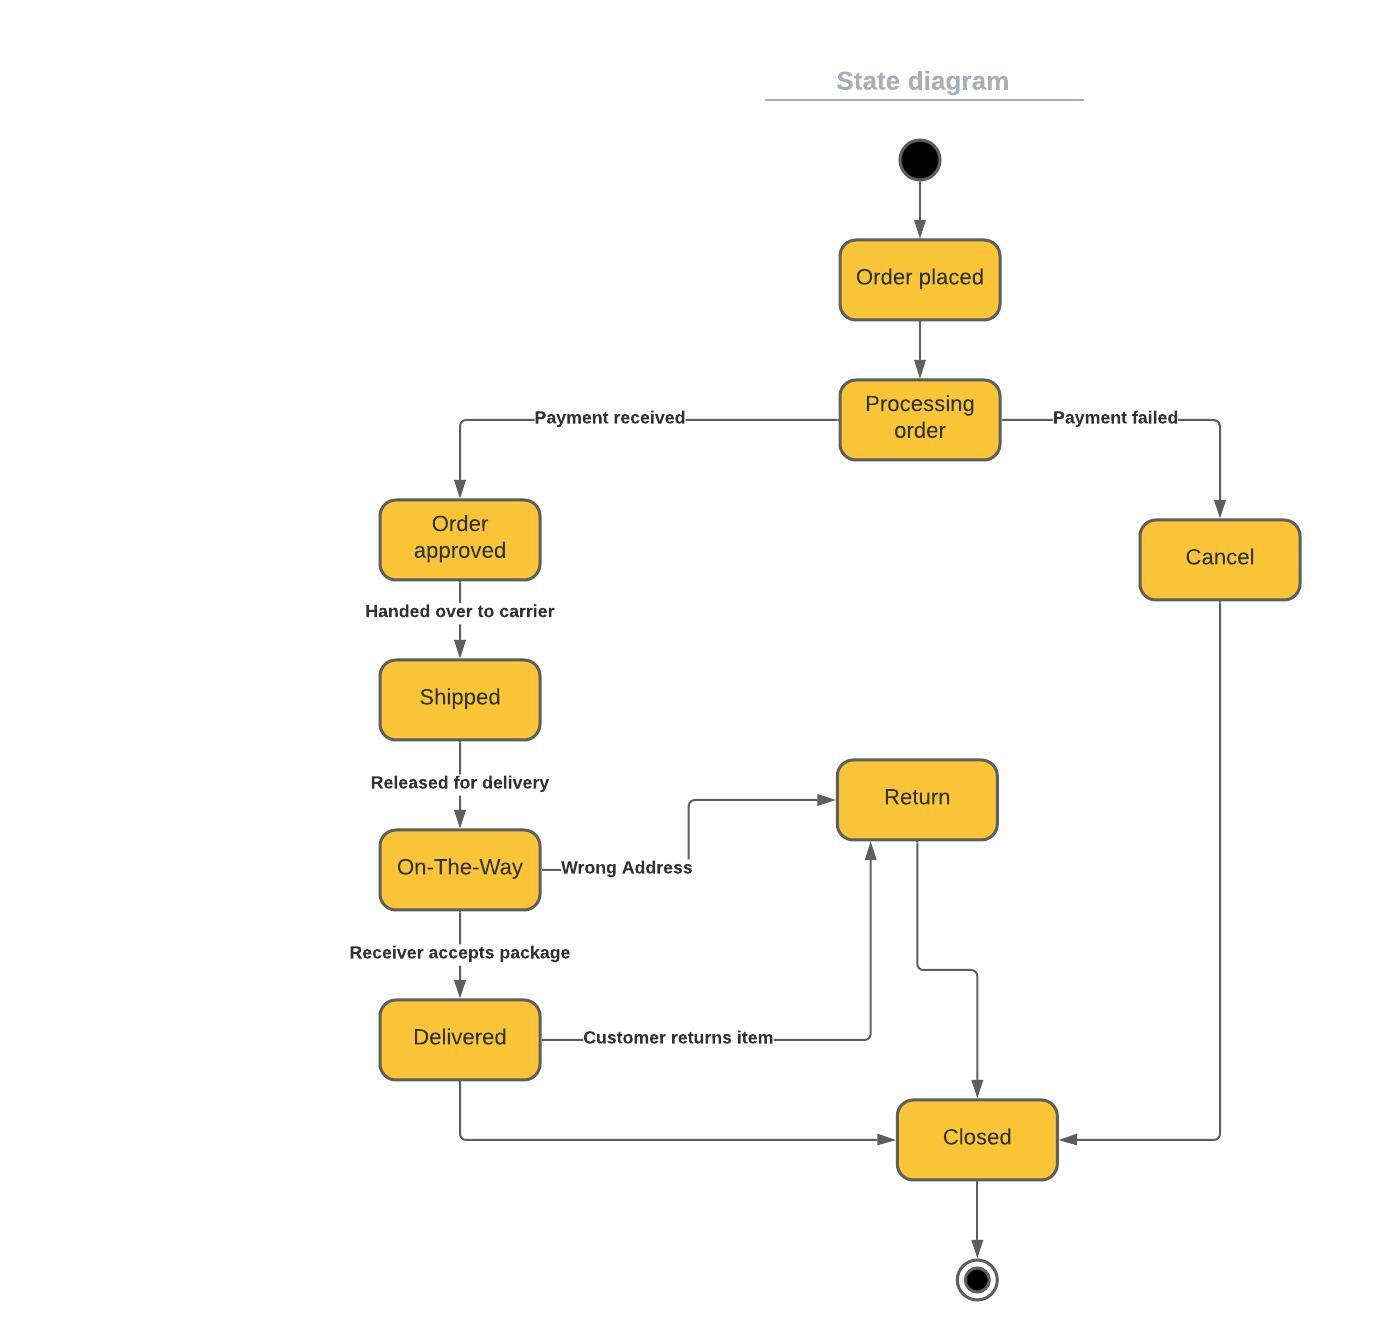 State diagram
Order placed
Processing
order
Payment received
Payment failed
Order
approved
Cancel
Handed over to carrier
Shipped
Released for delivery
Return
On-The-Way
Wrong Address
Receiver accepts package
Delivered
Customer returns item
Closed